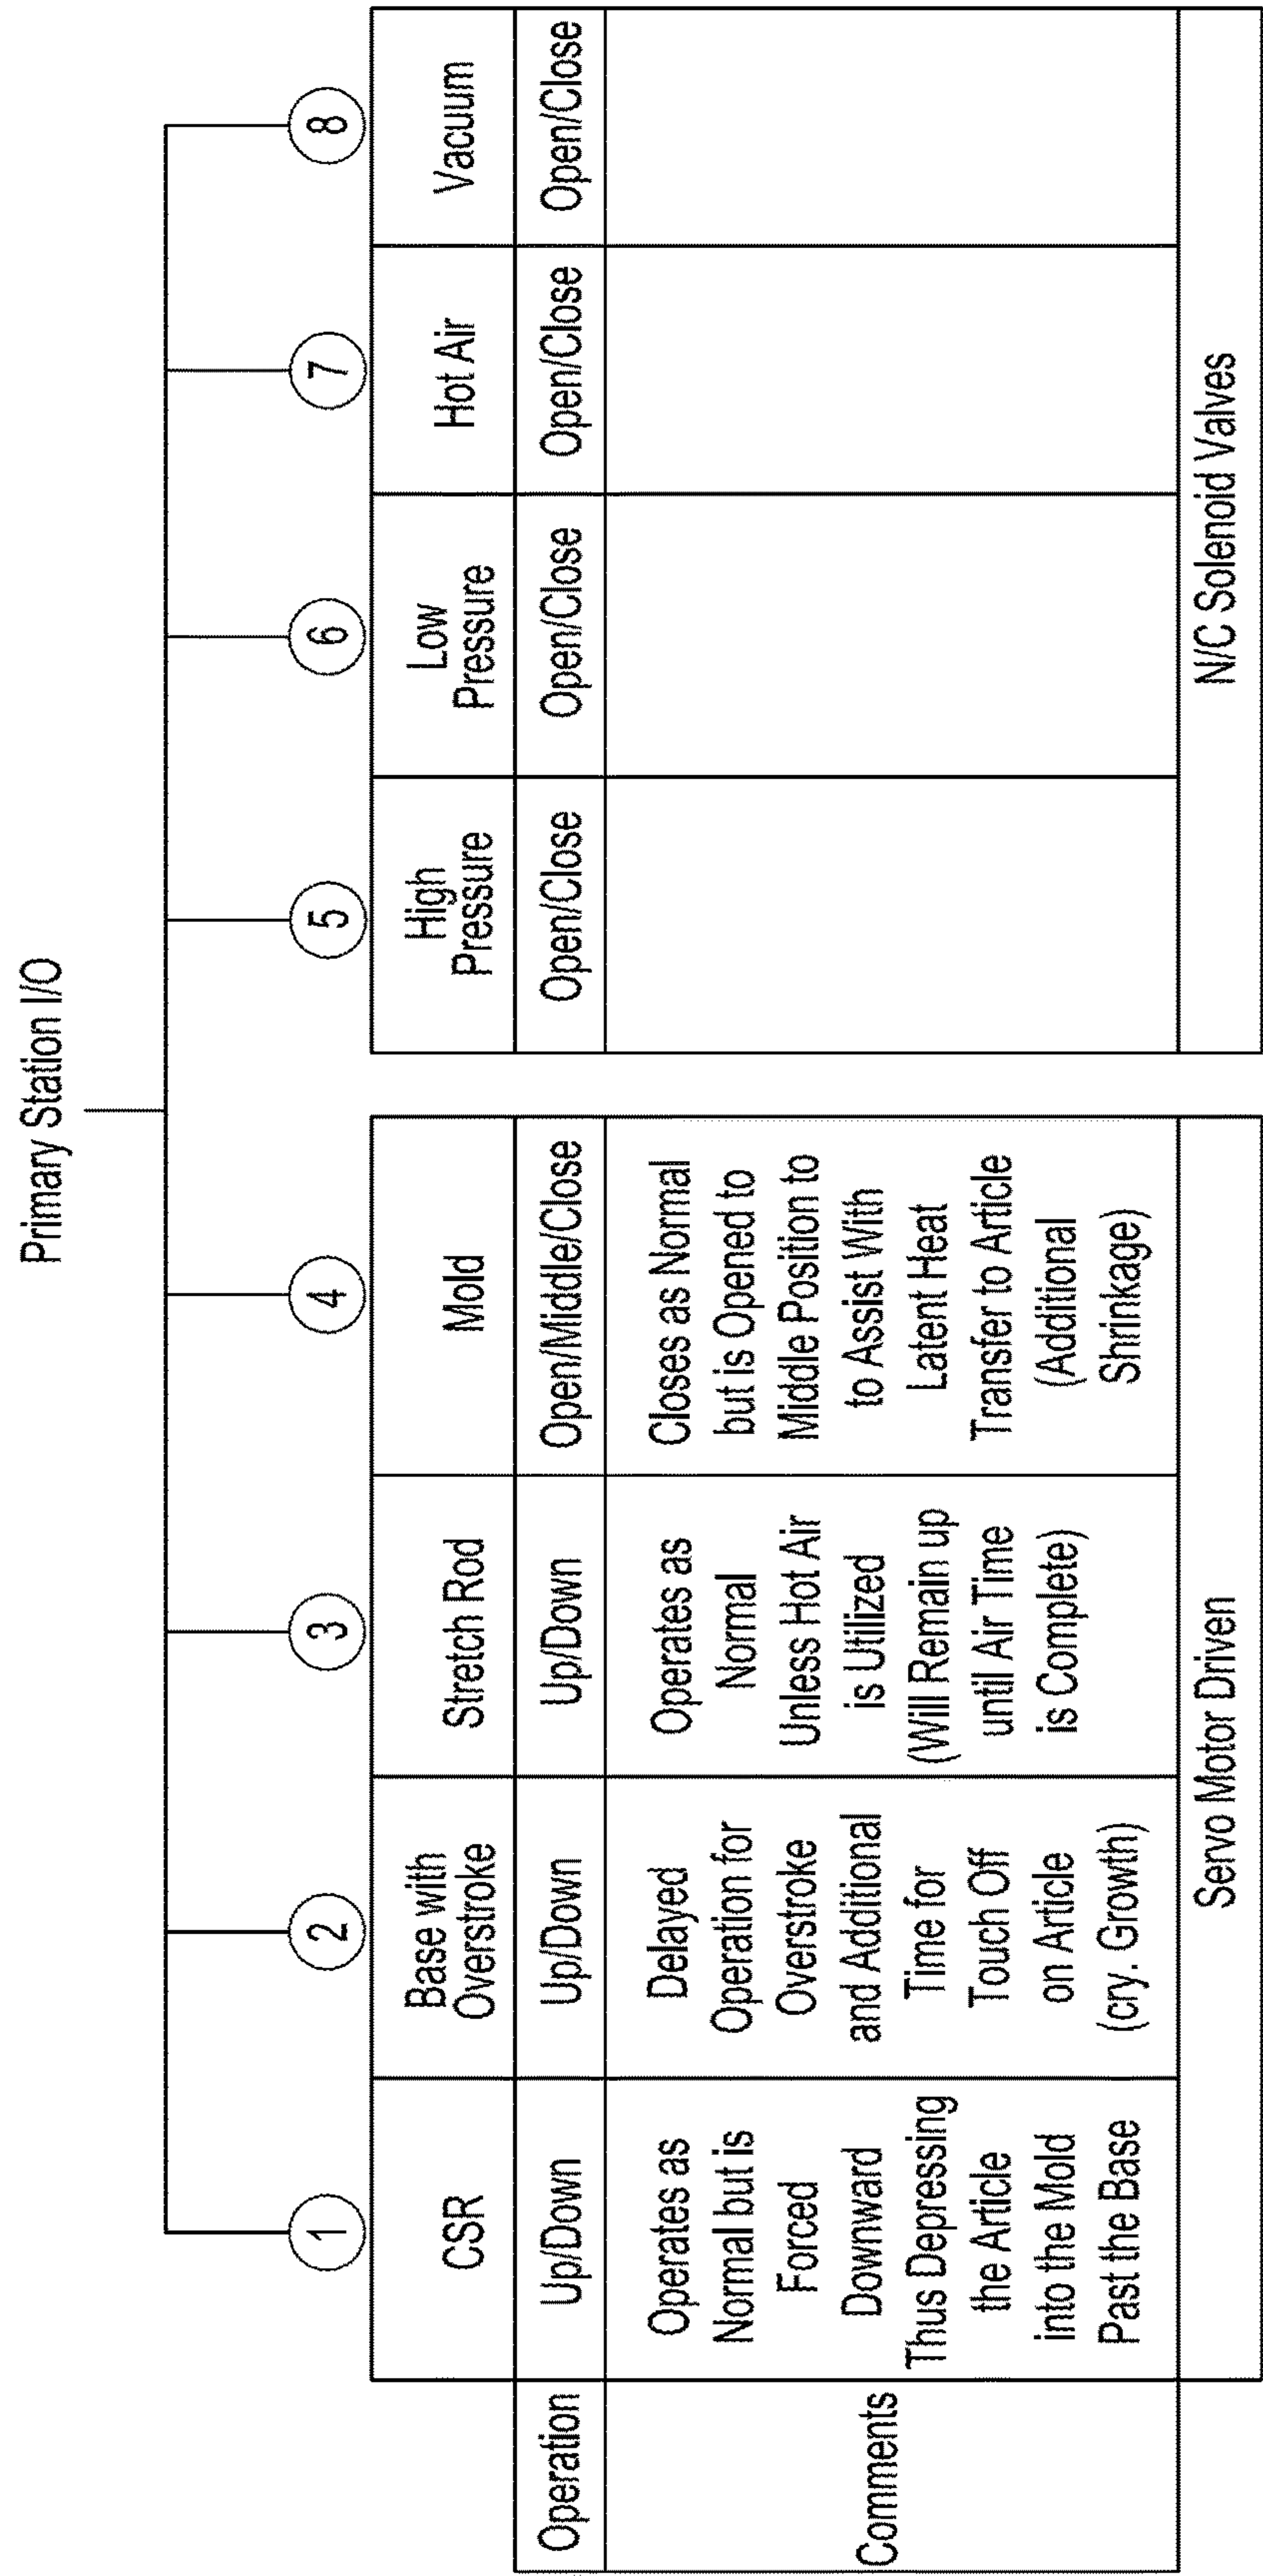 Primary Station I/O
1
2
3
4
5
6
7
8
CSR
Base with
Overstroke
Stretch Rod
Mold
High
Pressure
Low
Pressure
Hot Air
Vacuum
Operation
Up/Down
Up/Down
Up/Down
Open/Middle/Close
Open/Close
Open/Close
Open/Close
Open/Close
Comments
Operates as
Normal but is
Forced
Downward
Thus Depressing
the Article
into the Mold
Past the Base
Delayed
Operation for
Overstroke
and Additional
Time for
Touch Off
on Article
(cry. Growth)
Operates as
Normal
Unless Hot Air
is Utilized
(Will Remain up
until Air Time
is Complete)
Closes as Normal
but is Opened to
Middle Position to
to Assist With
Latent Heat
Transfer to Article
(Additional
Shrinkage)
Servo Motor Driven
N/C Solenoid Valves